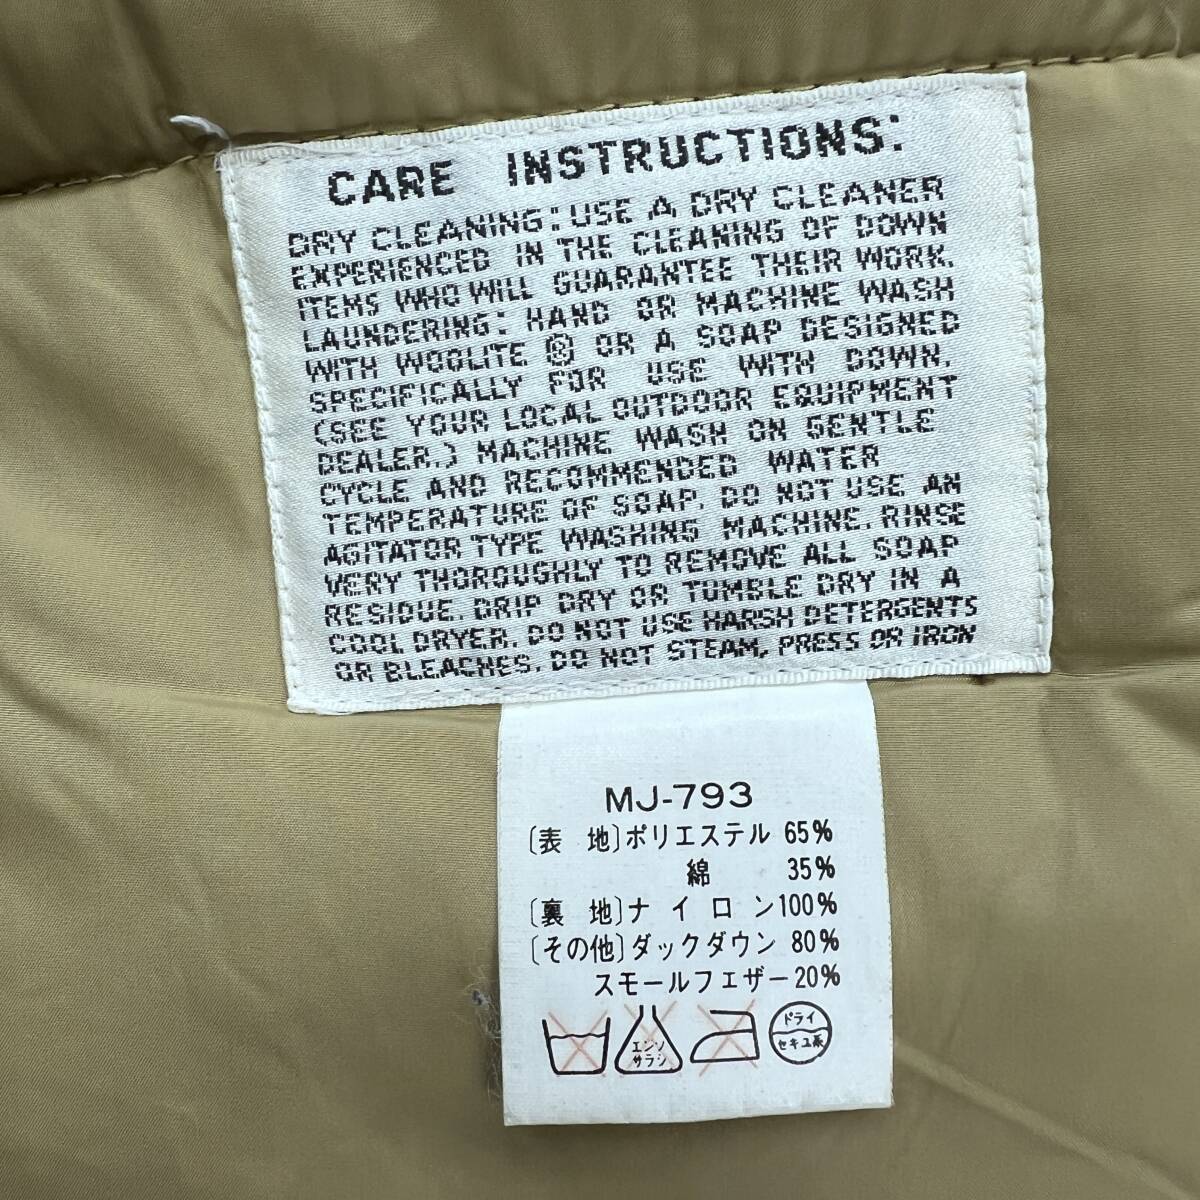 CARE INSTRUCTIONS:
DRY CLEANING: USE A DRY CLEANER
EXPERIENCED IN THE CLEANING OF DOWN
ITEMS WHO WILL GUARANTEE THEIR WORK.
LAUNDERING: HAND OR MACHINE WASH
WITH WOOLITE ® OR A SOAP DESIGNED
SPECIFICALLY FOR USE WITH DOWN.
(SEE YOUR LOCAL OUTDOOR EQUIPMENT
DEALER.) MACHINE WASH ON GENTLE
CYCLE AND RECOMMENDED WATER
TEMPERATURE OF SOAP. DO NOT USE AN
AGITATOR TYPE WASHING MACHINE. RINSE
VERY THOROUGHLY TO REMOVE ALL SOAP
RESIDUE. DRIP DRY OR TUMBLE DRY IN A
COOL DRYER. DO NOT USE HARSH DETERGENTS
OR BLEACHES. DO NOT STEAM, PRESS OR IRON
MJ-793
〔表 地〕ポリエステル 65%
綿 35%
〔裏 地〕ナイロン100%
〔その他〕ダックダウン 80%
スモールフェザー20%
エンソ
サラシ
ドライ
セキユ系